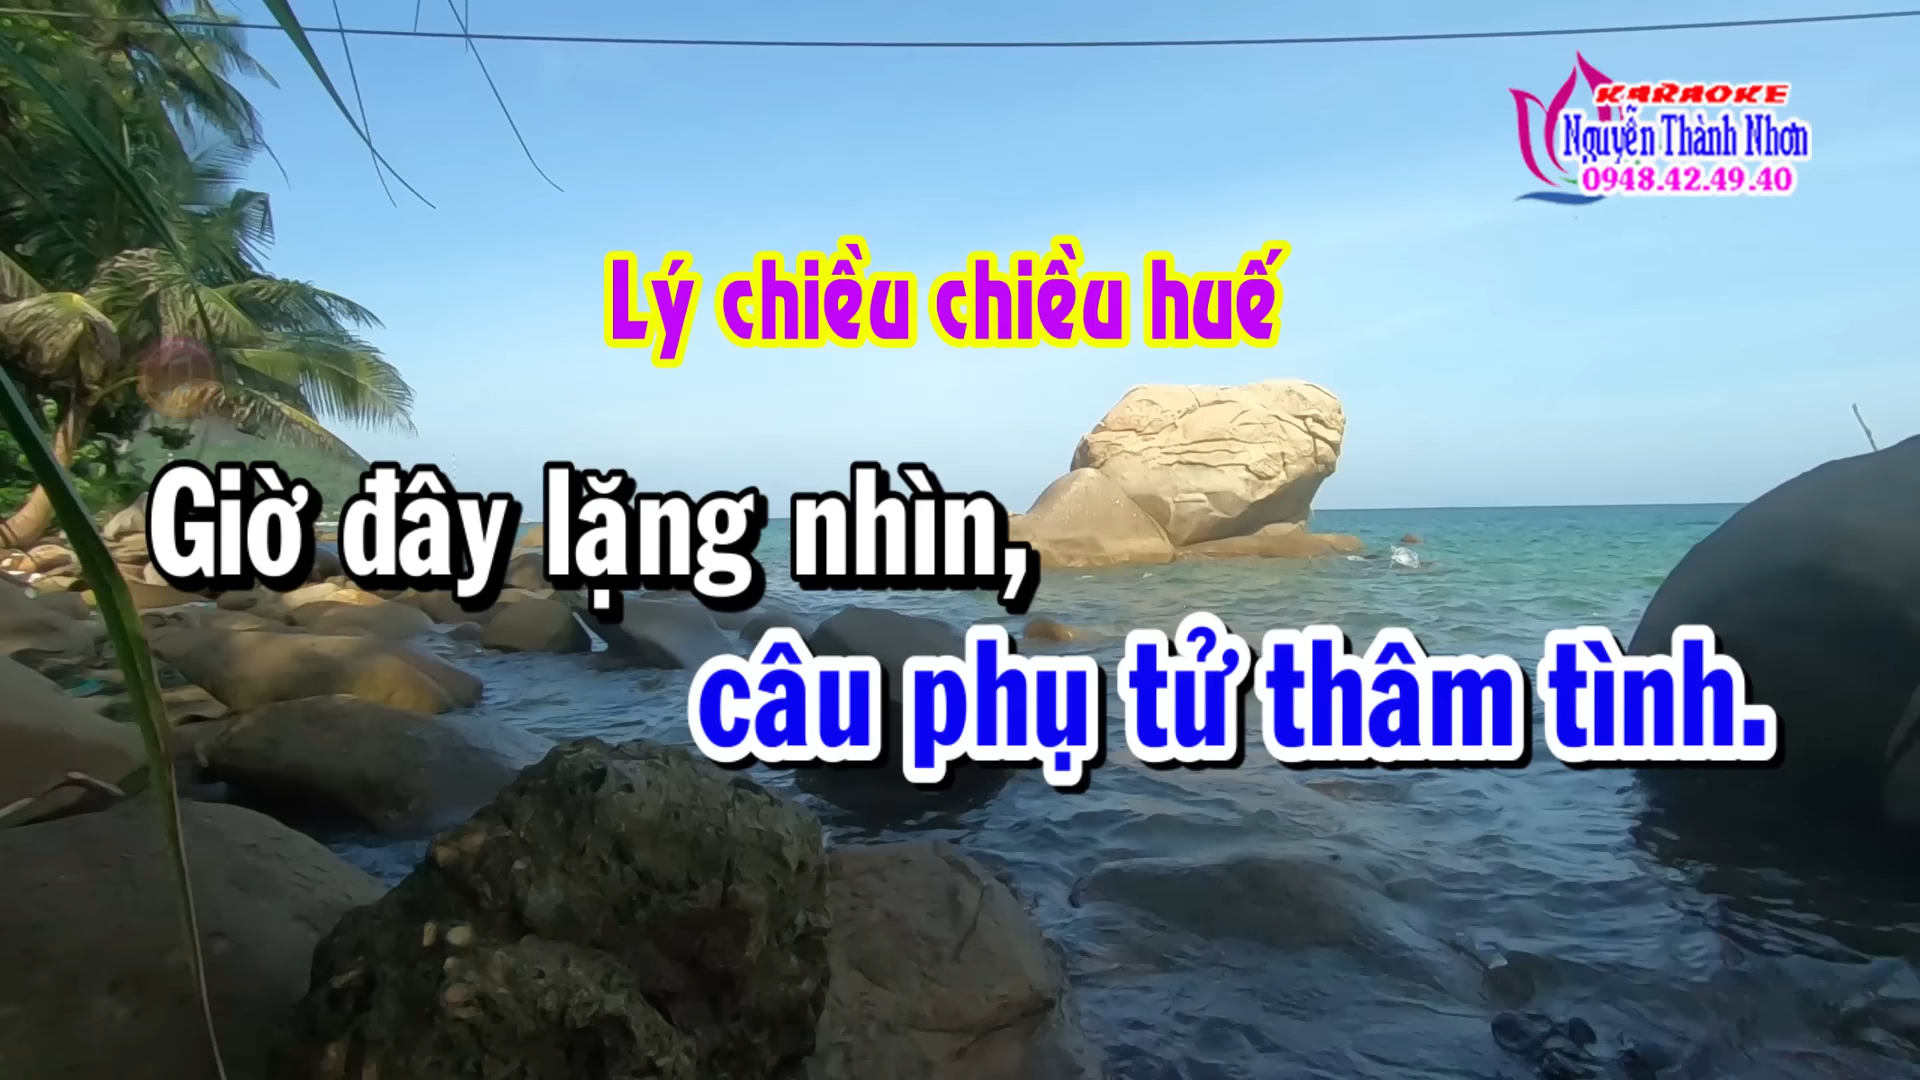 KARAOKE
Nguyễn Thành Nhơn
0948.42.49.40
Lý chiều chiều huế
Giờ đây lặng nhìn,
câu phụ tử thâm tình.